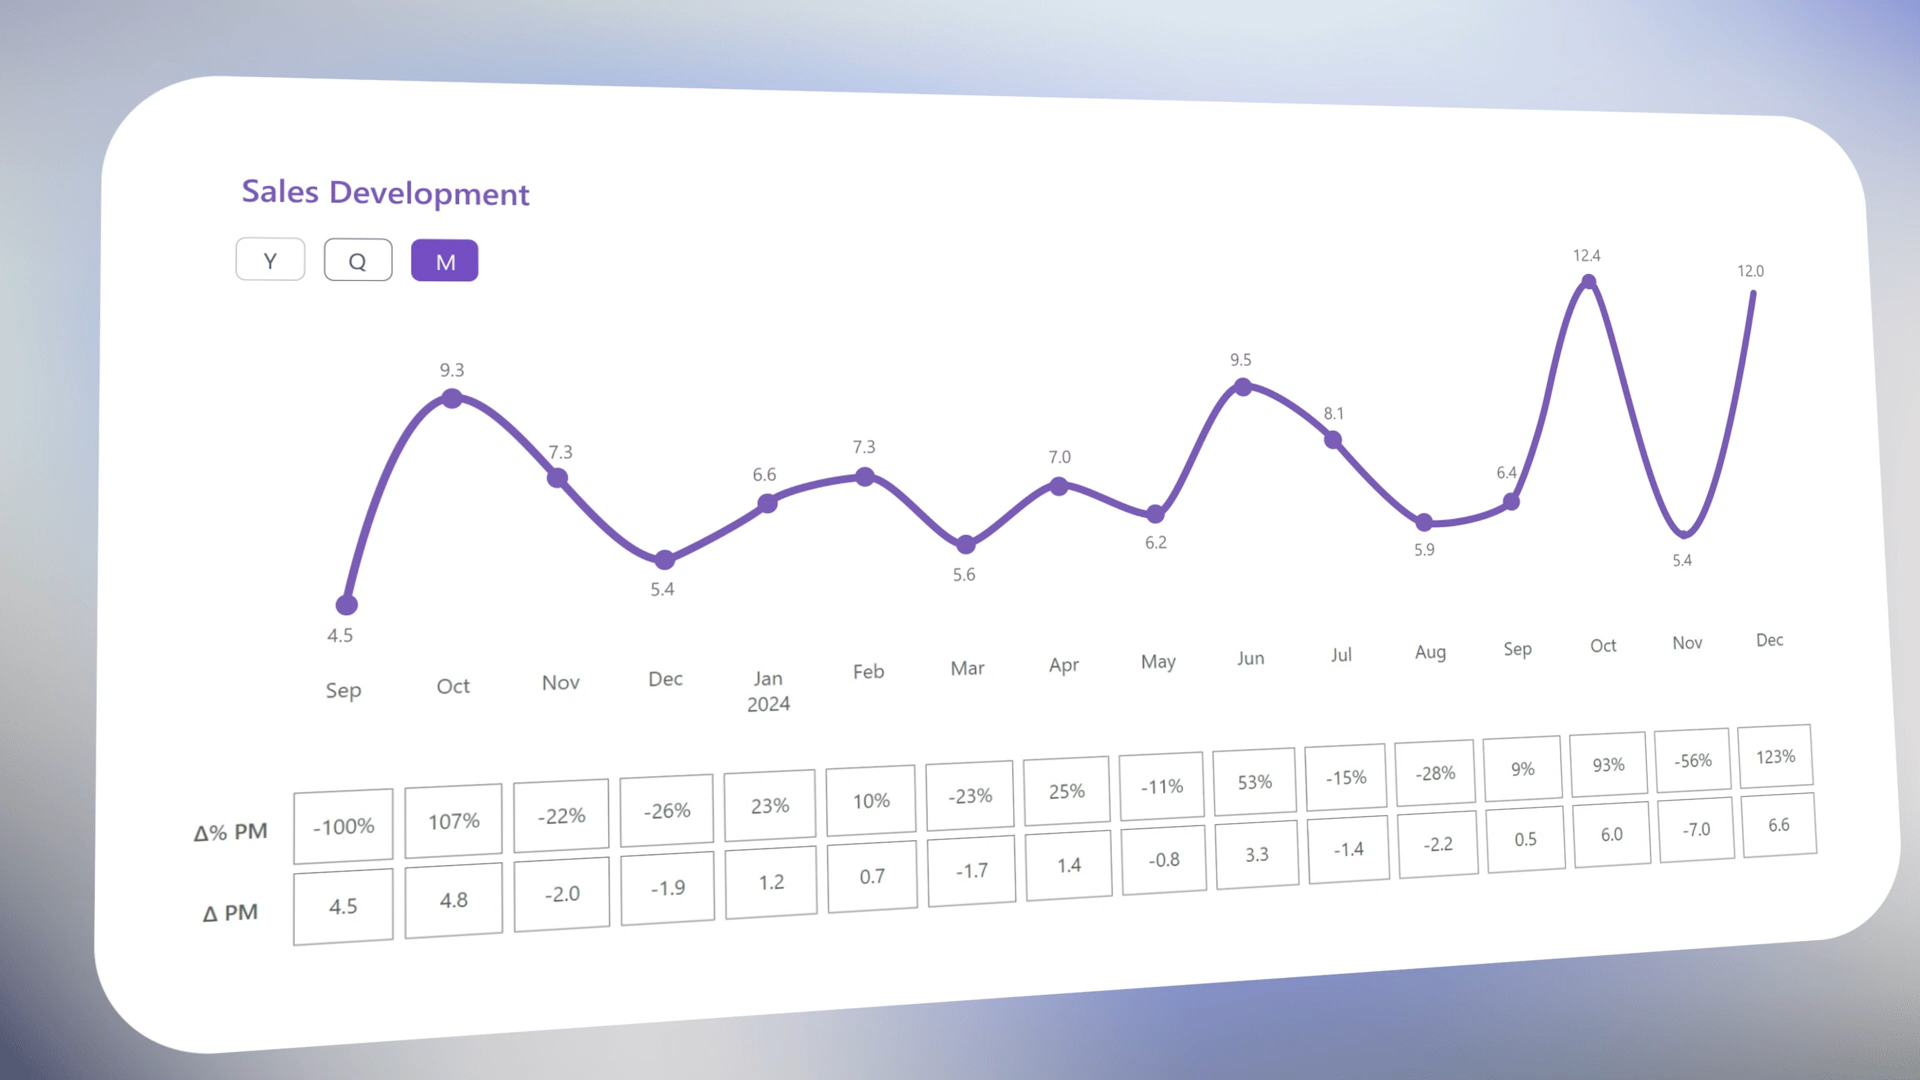 Sales Development
Y Q M
4.5 9.3 7.3 5.4 6.6 7.3 5.6 7.0 6.2 9.5 8.1 5.9 6.4 12.4 5.4 12.0
Sep Oct Nov Dec Jan Feb Mar Apr May Jun Jul Aug Sep Oct Nov Dec
2024
Δ% PM -100% 107% -22% -26% 23% 10% -23% 25% -11% 53% -15% -28% 9% 93% -56% 123%
Δ PM 4.5 4.8 -2.0 -1.9 1.2 0.7 -1.7 1.4 -0.8 3.3 -1.4 -2.2 0.5 6.0 -7.0 6.6